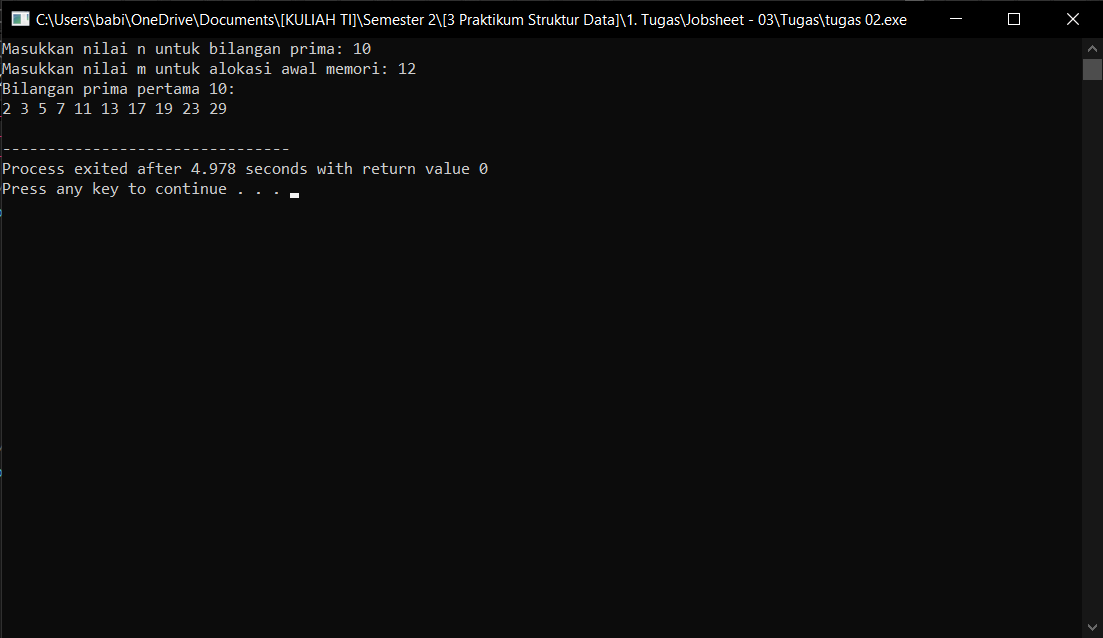 C:\Users\babi\OneDrive\Documents\[KULIAH TI]\Semester 2\[3 Praktikum Struktur Data]\1. Tugas\Jobsheet - 03\Tugas\tugas 02.exe
Masukkan nilai n untuk bilangan prima: 10
Masukkan nilai m untuk alokasi awal memori: 12
Bilangan prima pertama 10:
2 3 5 7 11 13 17 19 23 29
--------------------------------
Process exited after 4.978 seconds with return value 0
Press any key to continue . . .